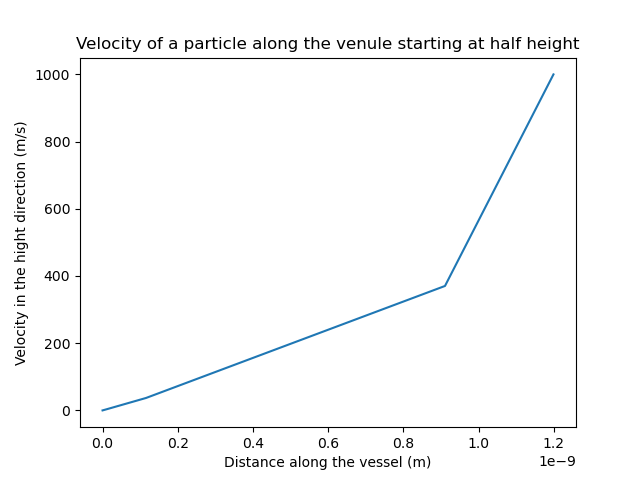 Velocity of a particle along the venule starting at half height
Velocity in the hight direction (m/s)
1000
800
600
400
200
0
0.0 0.2 0.4 0.6 0.8 1.0 1.2
1e−9
Distance along the vessel (m)